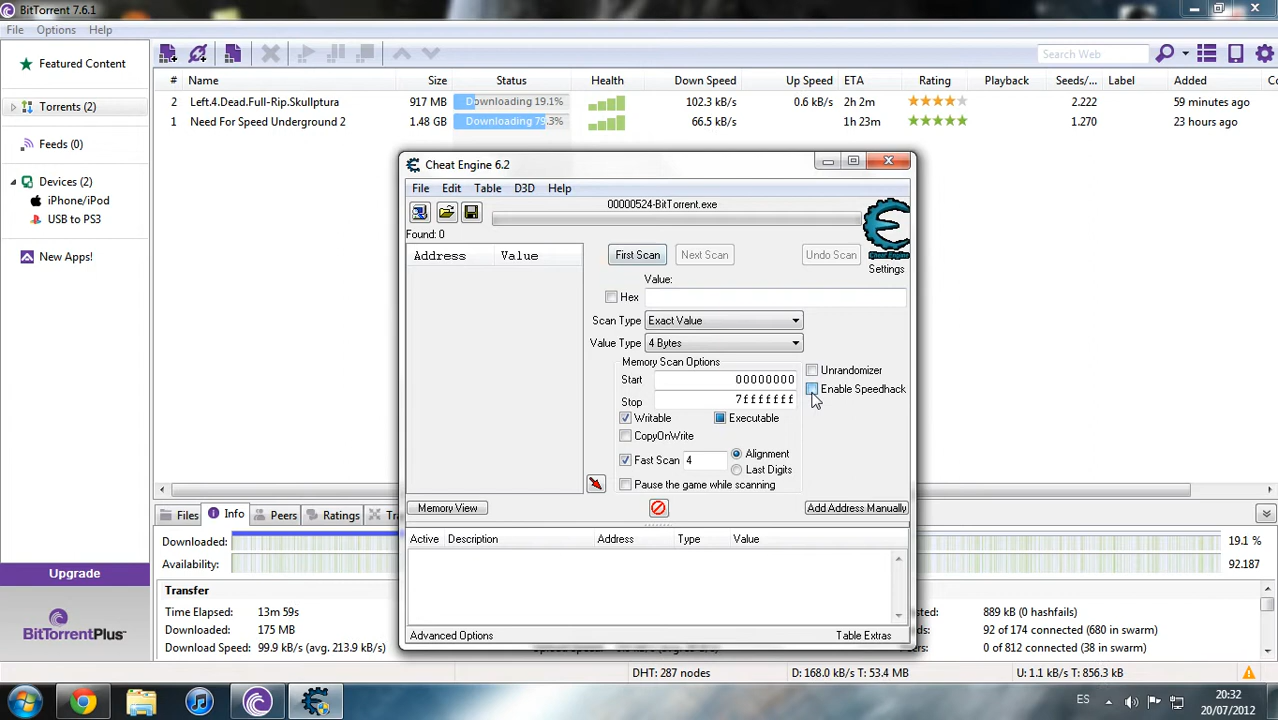 BitTorrent 7.6.1
File Options Help
Search Web
Featured Content
Torrents (2)
Feeds (0)
Devices (2)
iPhone/iPod
USB to PS3
New Apps!
# Name Size Status Health Down Speed Up Speed ETA Rating Playback Seeds/... Label Added Co
2 Left.4.Dead.Full-Rip.Skullptura 917 MB Downloading 19.1% 102.3 kB/s 0.6 kB/s 2h 2m 2.222 59 minutes ago
1 Need For Speed Underground 2 1.48 GB Downloading 79.3% 66.5 kB/s 1h 23m 1.270 23 hours ago
Cheat Engine 6.2
File Edit Table D3D Help
00000524-BitTorrent.exe
Found: 0
Address Value
First Scan Next Scan Undo Scan
Cheat Engine
Settings
Value:
Hex
Scan Type Exact Value
Value Type 4 Bytes
Memory Scan Options
Start 00000000
Stop 7fffffff
Unrandomizer
Enable Speedhack
Writable Executable
CopyOnWrite
Fast Scan 4 Alignment
Last Digits
Pause the game while scanning
Memory View Add Address Manually
Active Description Address Type Value
Advanced Options Table Extras
Files Info Peers Ratings
Downloaded: 19.1 %
Availability: 92.187
Transfer
Time Elapsed: 13m 59s 889 kB (0 hashfails)
Downloaded: 175 MB 92 of 174 connected (680 in swarm)
Download Speed: 99.9 kB/s (avg. 213.9 kB/s) 0 of 812 connected (38 in swarm)
Upgrade
BitTorrentPlus
DHT: 287 nodes D: 168.0 kB/s T: 53.4 MB U: 1.1 kB/s T: 856.3 kB
ES
20:32
20/07/2012